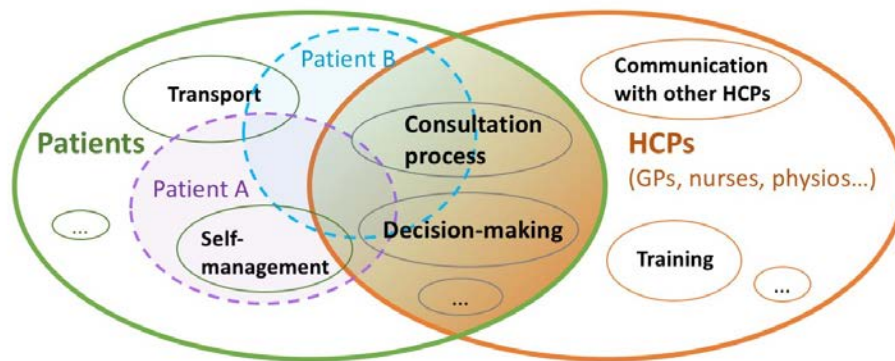 Patient B
Communication
with other HCPs
Transport
Consultation
process
Patients
HCPs
(GPs, nurses, physios...)
Patient A
...
Self-
management
Decision-making
Training
...
...